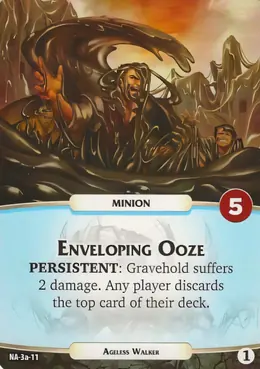 MINION
5
ENVELOPING OOZE
PERSISTENT: Gravehold suffers
2 damage. Any player discards
the top card of their deck.
AGELESS WALKER
NA-3a-11
1